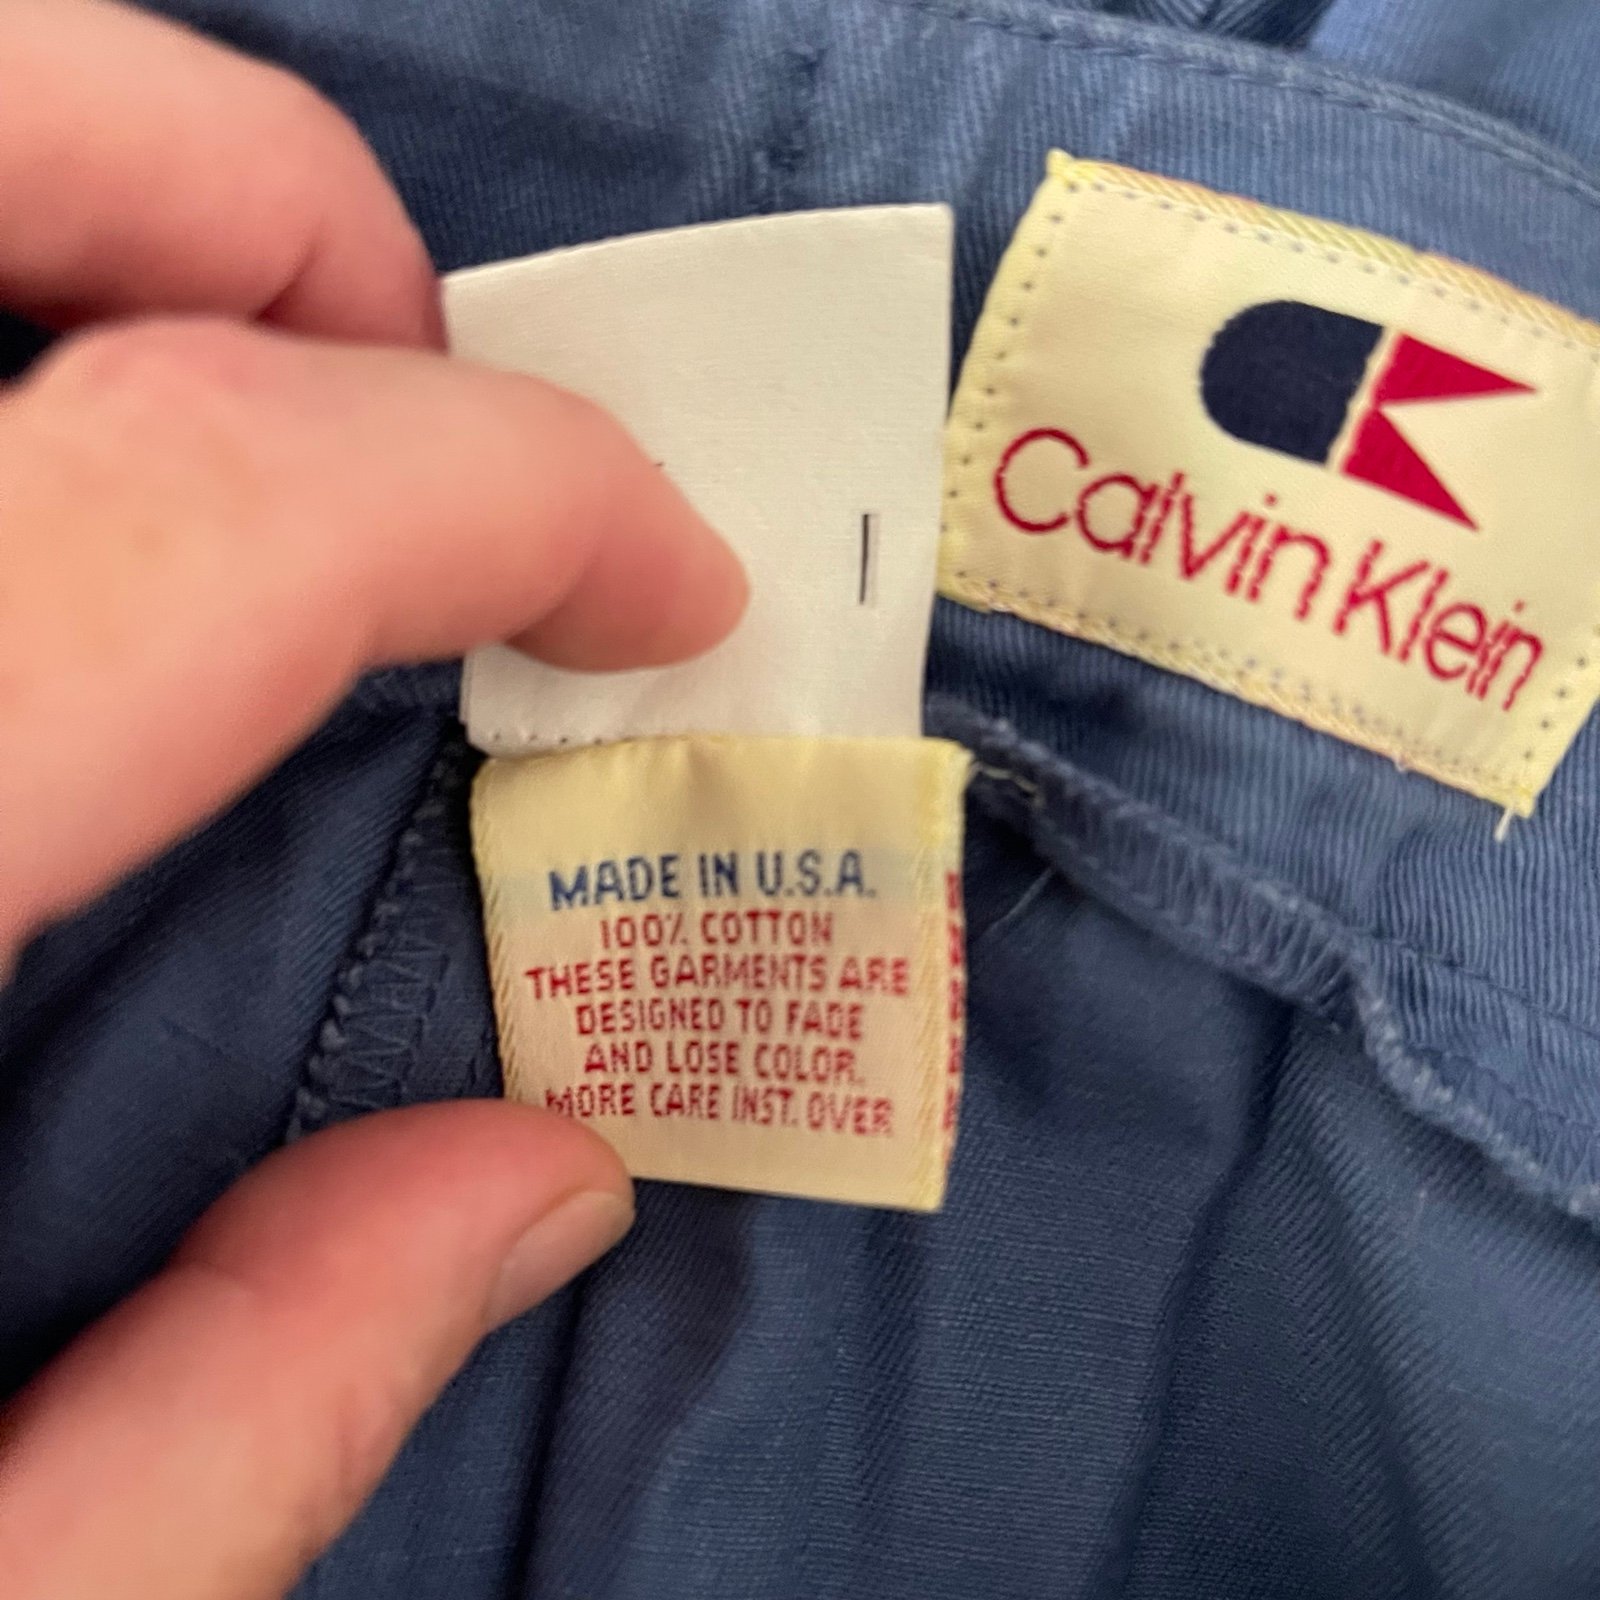 Calvin Klein
MADE IN U.S.A.
100% COTTON
THESE GARMENTS ARE
DESIGNED TO FADE
AND LOSE COLOR.
MORE CARE INST. OVER